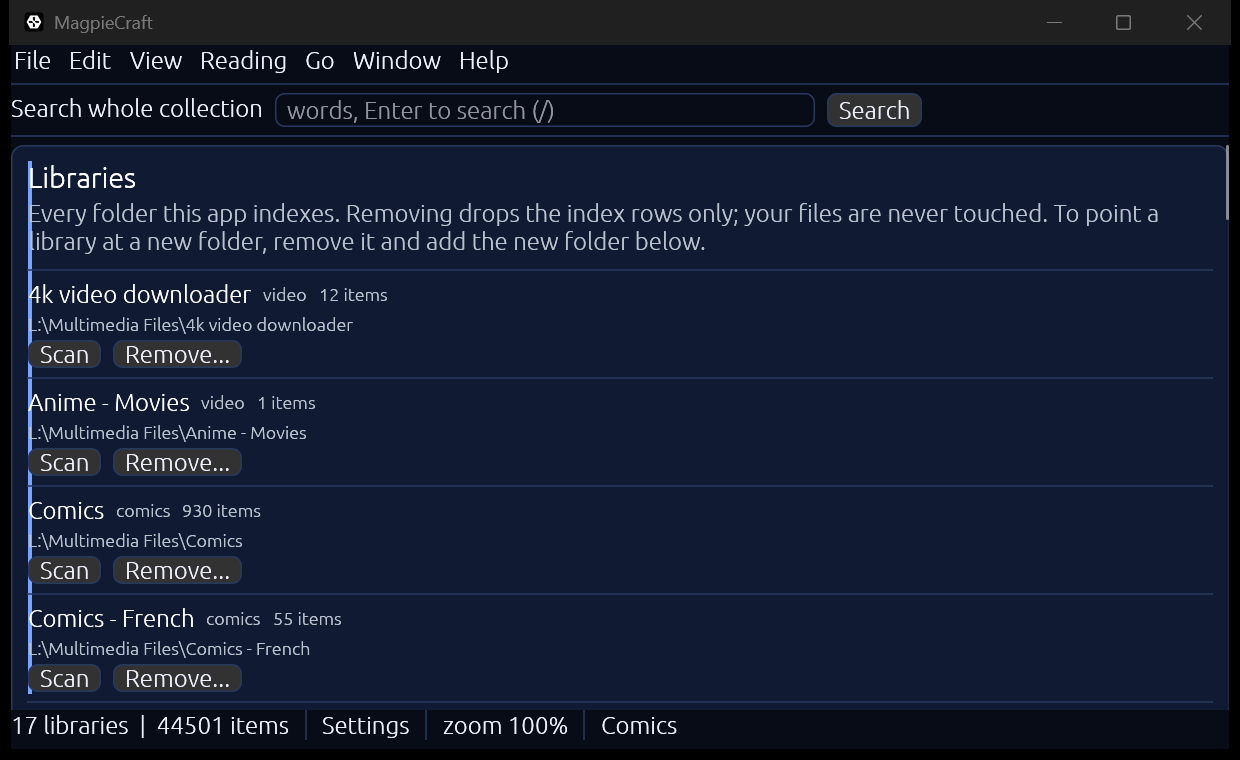 MagpieCraft
File Edit View Reading Go Window Help
Search whole collection words, Enter to search (/) Search
Libraries
Every folder this app indexes. Removing drops the index rows only; your files are never touched. To point a
library at a new folder, remove it and add the new folder below.
4k video downloader video 12 items
L:\Multimedia Files\4k video downloader
Scan Remove...
Anime - Movies video 1 items
L:\Multimedia Files\Anime - Movies
Scan Remove...
Comics comics 930 items
L:\Multimedia Files\Comics
Scan Remove...
Comics - French comics 55 items
L:\Multimedia Files\Comics - French
Scan Remove...
17 libraries | 44501 items Settings zoom 100% Comics